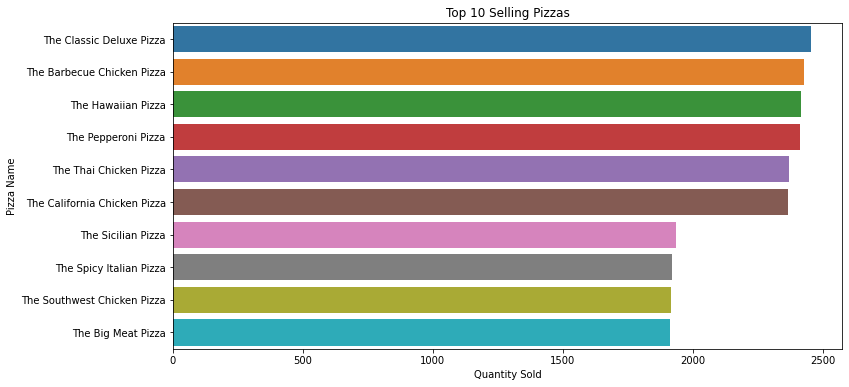 Top 10 Selling Pizzas
Pizza Name
The Classic Deluxe Pizza
The Barbecue Chicken Pizza
The Hawaiian Pizza
The Pepperoni Pizza
The Thai Chicken Pizza
The California Chicken Pizza
The Sicilian Pizza
The Spicy Italian Pizza
The Southwest Chicken Pizza
The Big Meat Pizza
0 500 1000 1500 2000 2500
Quantity Sold